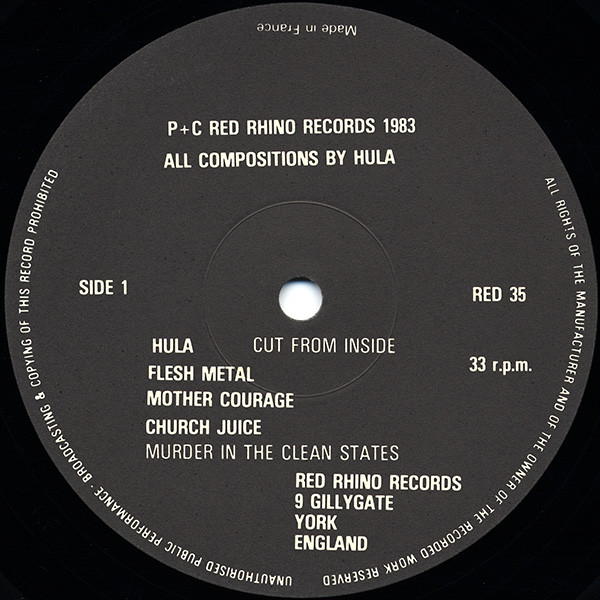 Made in France
P+C RED RHINO RECORDS 1983
ALL COMPOSITIONS BY HULA
SIDE 1
RED 35
HULA CUT FROM INSIDE
33 r.p.m.
FLESH METAL
MOTHER COURAGE
CHURCH JUICE
MURDER IN THE CLEAN STATES
RED RHINO RECORDS
9 GILLYGATE
YORK
ENGLAND
ALL RIGHTS OF THE MANUFACTURER AND OF THE OWNER OF THE RECORDED WORK RESERVED
UNAUTHORISED PUBLIC PERFORMANCE · BROADCASTING & COPYING OF THIS RECORD PROHIBITED